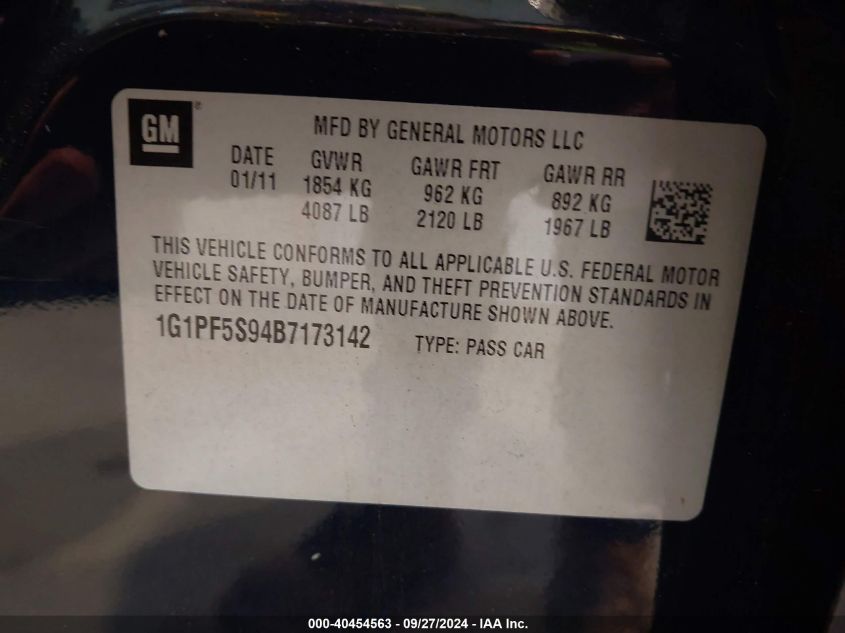 GM®
MFD BY GENERAL MOTORS LLC
DATE GVWR GAWR FRT GAWR RR
01/11 1854 KG 962 KG 892 KG
4087 LB 2120 LB 1967 LB
THIS VEHICLE CONFORMS TO ALL APPLICABLE U.S. FEDERAL MOTOR
VEHICLE SAFETY, BUMPER, AND THEFT PREVENTION STANDARDS IN
EFFECT ON THE DATE OF MANUFACTURE SHOWN ABOVE.
1G1PF5S94B7173142 TYPE: PASS CAR
000-40454563 - 09/27/2024 - IAA Inc.